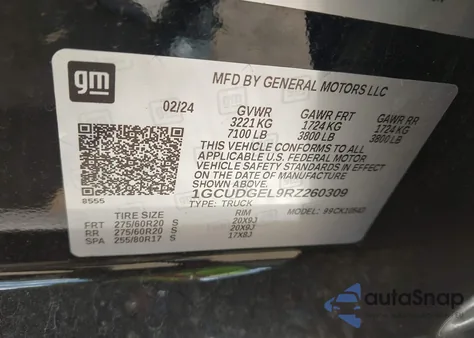 gm
MFD BY GENERAL MOTORS LLC
02/24
GVWR GAWR FRT GAWR RR
3221 KG 1724 KG 1724 KG
7100 LB 3800 LB 3800 LB
THIS VEHICLE CONFORMS TO ALL
APPLICABLE U.S. FEDERAL MOTOR
VEHICLE SAFETY STANDARDS IN EFFECT
ON THE DATE OF MANUFACTURE
SHOWN ABOVE
1GCUDGEL9RZ260309
8555
TYPE: TRUCK MODEL:
TIRE SIZE RIM
FRT 275/60R20 S 20X9J
RR 275/60R20 S 20X9J
SPA 255/80R17 S 17X8J
autoSnap